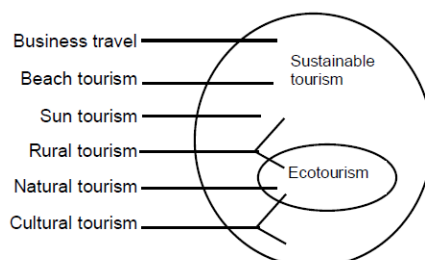 Business travel
Beach tourism
Sun tourism
Rural tourism
Natural tourism
Cultural tourism
Sustainable
tourism
Ecotourism